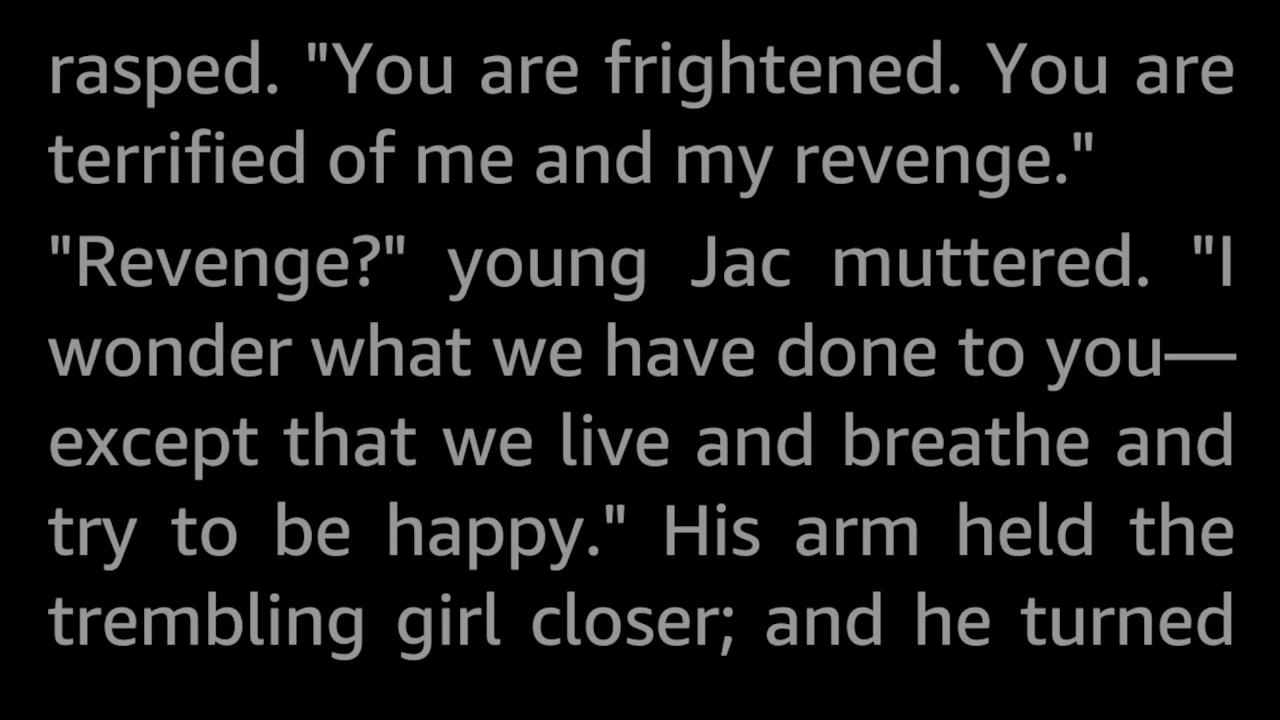 rasped. "You are frightened. You are
terrified of me and my revenge."
"Revenge?" young Jac muttered. "I
wonder what we have done to you—
except that we live and breathe and
try to be happy." His arm held the
trembling girl closer; and he turned